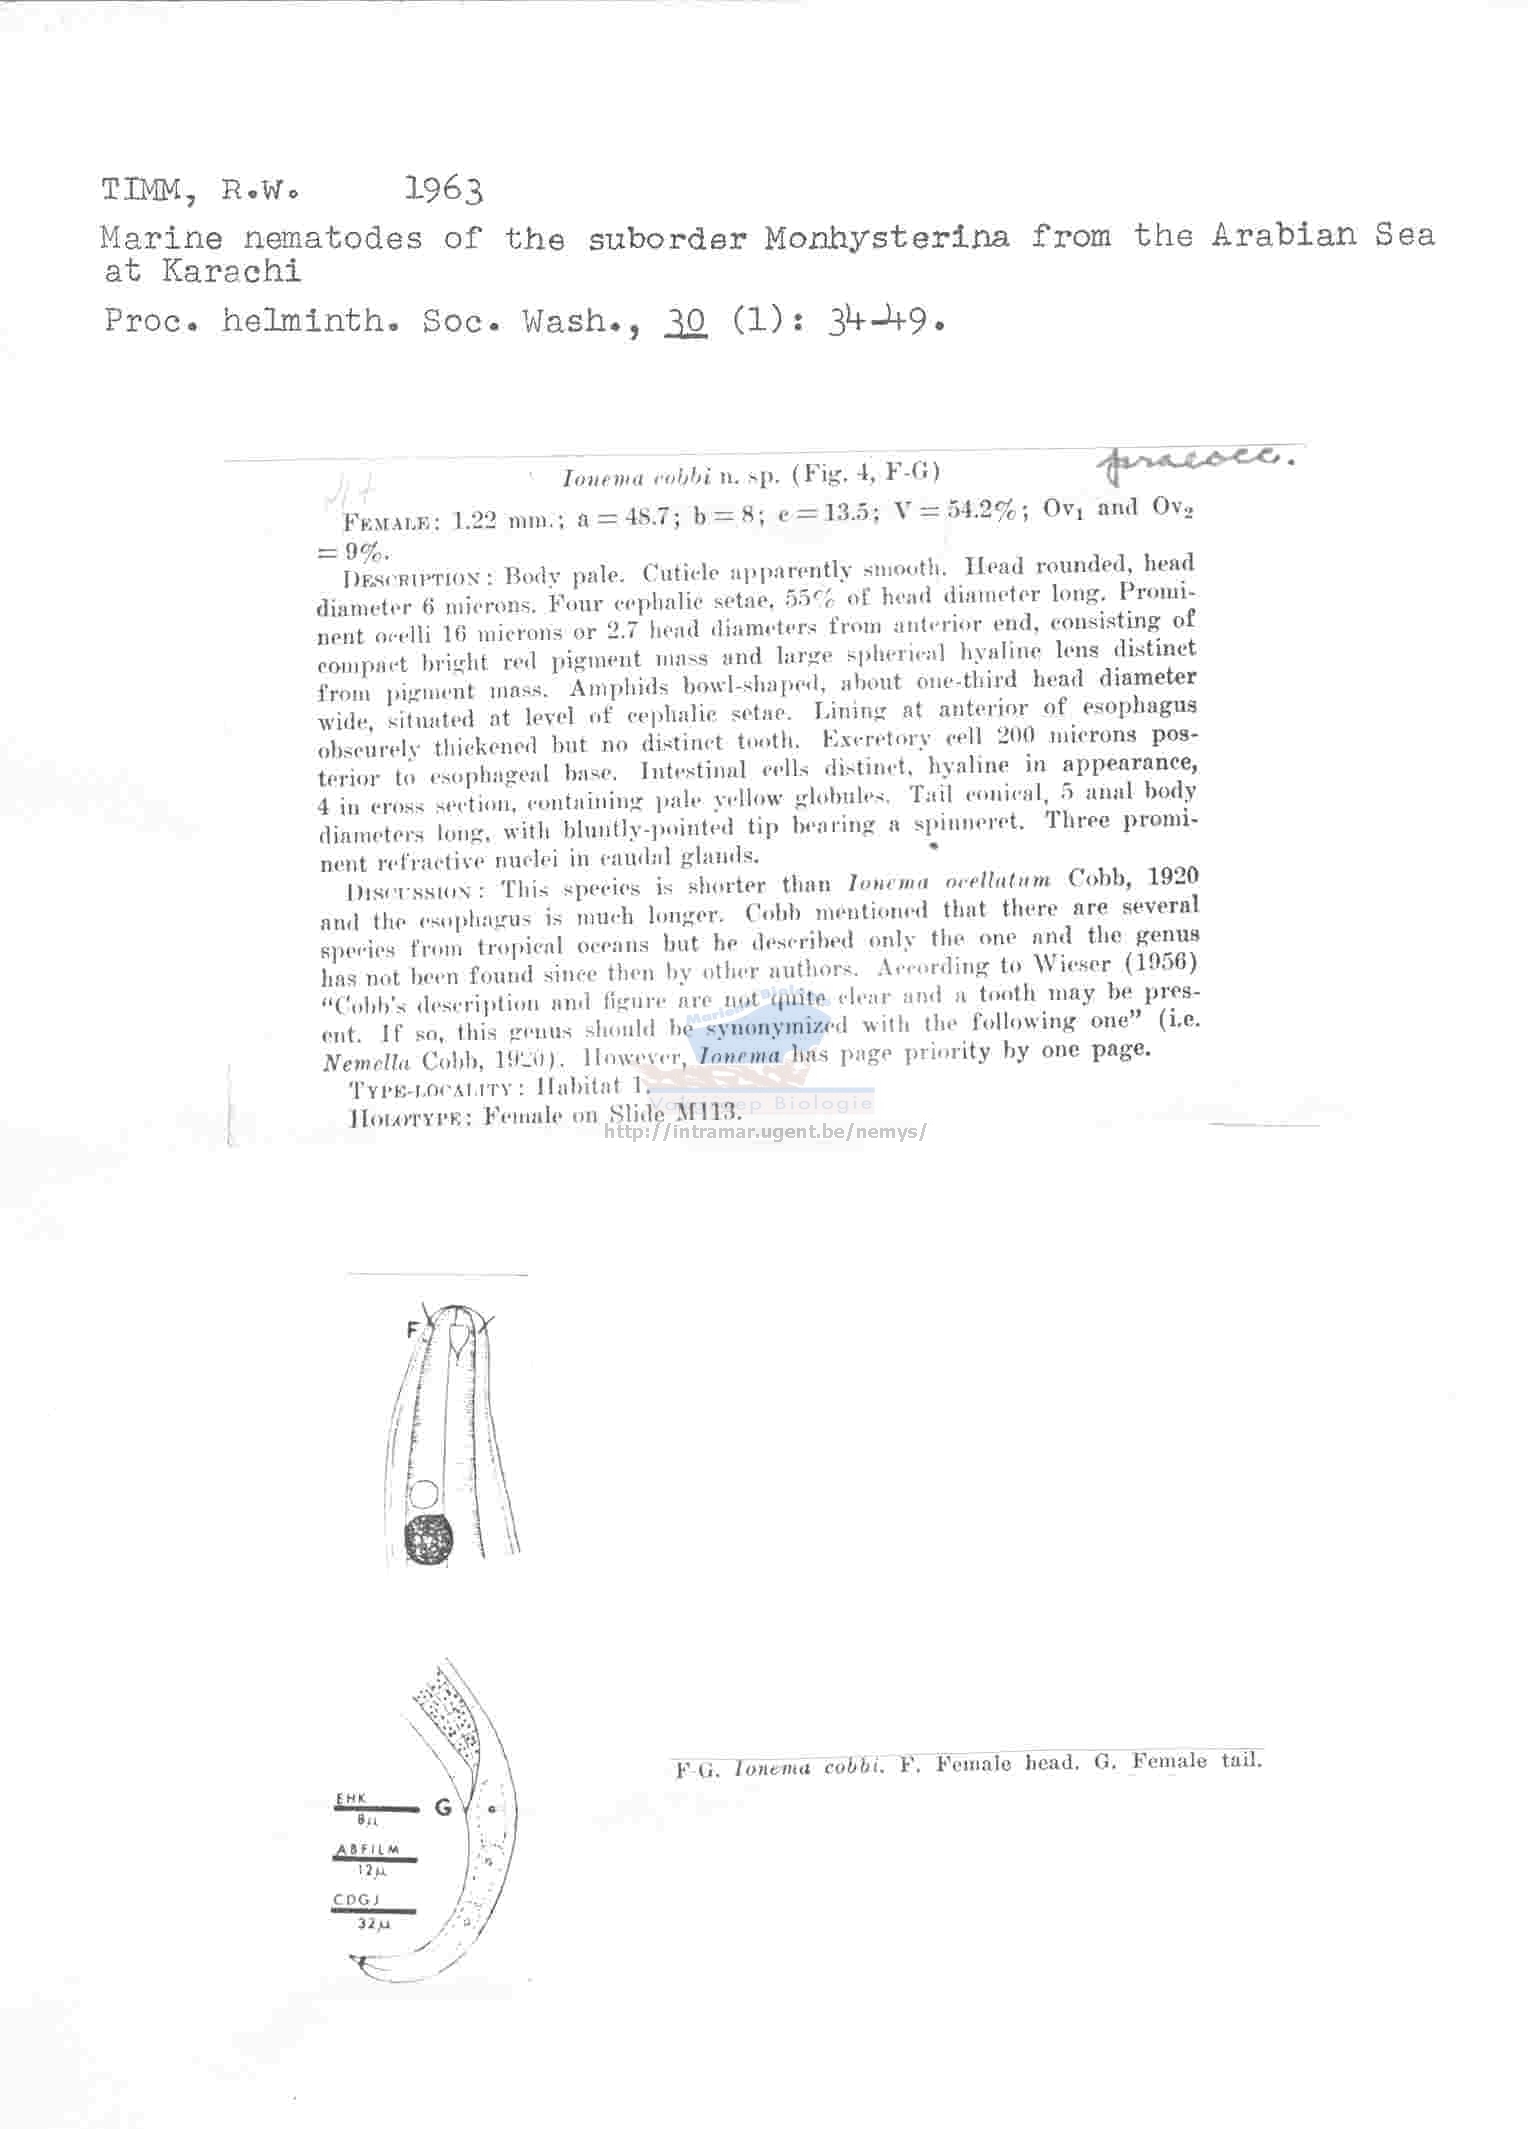 TIMM, R.W. 1963
Marine nematodes of the suborder Monhysterina from the Arabian Sea
at Karachi
Proc. helminth. Soc. Wash., 30 (1): 34-49.
praeocc.
Ionema cobbi n. sp. (Fig. 4, F-G)
FEMALE: 1.22 mm.; a = 48.7; b = 8; c = 13.5; V = 54.2%; Ov₁ and Ov₂
= 9%.
DESCRIPTION: Body pale. Cuticle apparently smooth. Head rounded, head
diameter 6 microns. Four cephalic setae, 55% of head diameter long. Promi-
nent ocelli 16 microns or 2.7 head diameters from anterior end, consisting of
compact bright red pigment mass and large spherical hyaline lens distinct
from pigment mass. Amphids bowl-shaped, about one-third head diameter
wide, situated at level of cephalic setae. Lining at anterior of esophagus
obscurely thickened but no distinct tooth. Excretory cell 200 microns pos-
terior to esophageal base. Intestinal cells distinct, hyaline in appearance,
4 in cross section, containing pale yellow globules. Tail conical, 5 anal body
diameters long, with bluntly-pointed tip bearing a spinneret. Three promi-
nent refractive nuclei in caudal glands.
DISCUSSION: This species is shorter than Ionema ocellatum Cobb, 1920
and the esophagus is much longer. Cobb mentioned that there are several
species from tropical oceans but he described only the one and the genus
has not been found since then by other authors. According to Wieser (1956)
"Cobb's description and figure are not quite clear and a tooth may be pres-
ent. If so, this genus should be synonymized with the following one" (i.e.
Nemella Cobb, 1920). However, Ionema has page priority by one page.
TYPE-LOCALITY: Habitat 1.
HOLOTYPE: Female on Slide M113.
Biologie
http://intramar.ugent.be/nemys/
F
G
EHK
8µ
ABFILM
12µ
CDGJ
32µ
F-G. Ionema cobbi. F. Female head. G. Female tail.